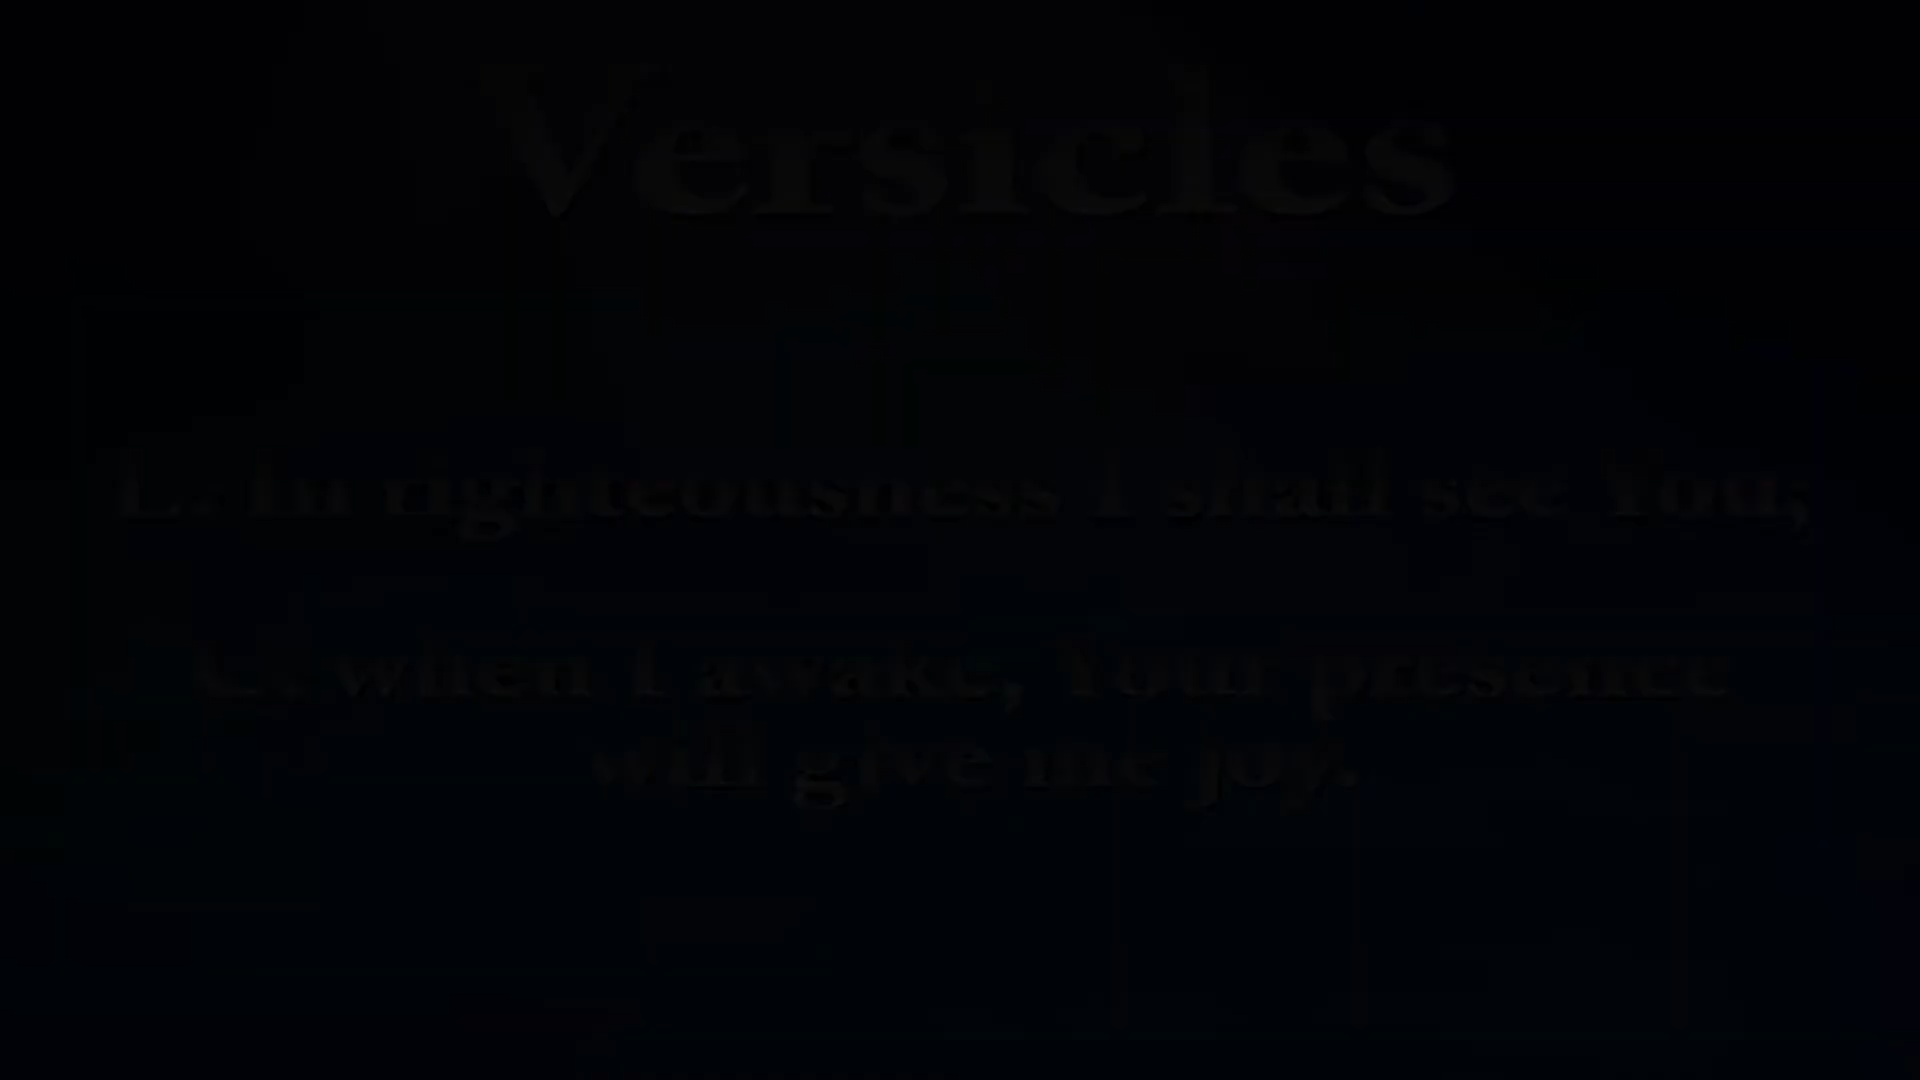 Versicles
L: In righteousness I shall see You;
C: when I awake, Your presence
will give me joy.